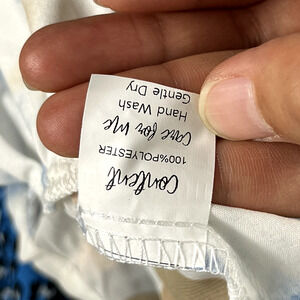 Content
100%POLYESTER
Care for Me
Hand Wash
Gentle Dry